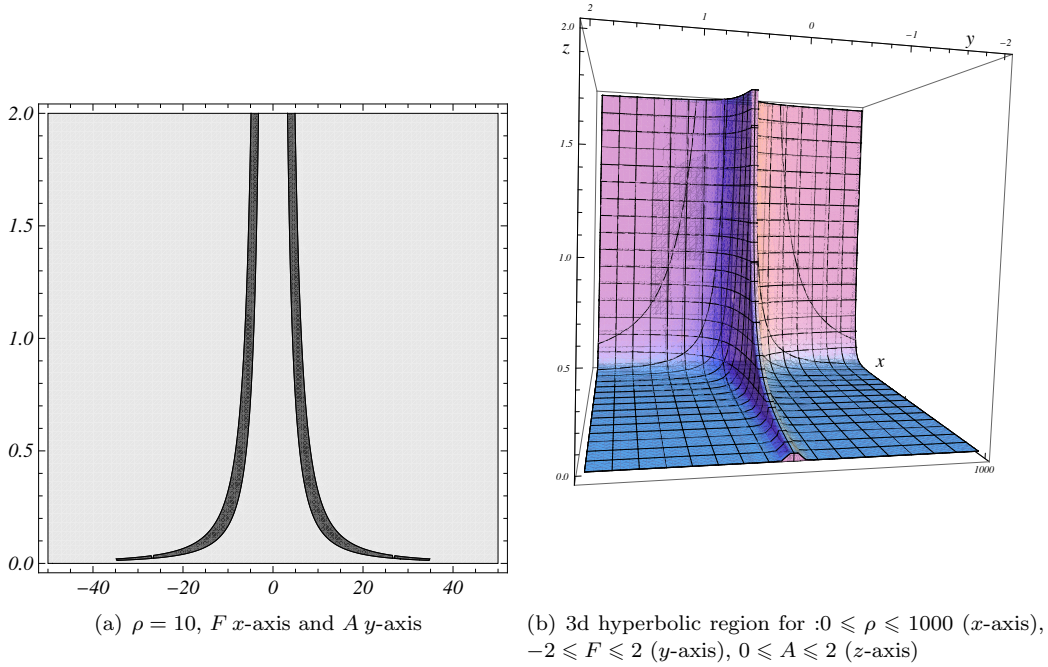 2.0
1.5
1.0
0.5
0.0
−40 −20 0 20 40
(a) ρ = 10, F x-axis and A y-axis
2 1 0 −1 −2
y
2.0
z
1.5
1.0
0.5
0.0
x
1000
(b) 3d hyperbolic region for :0 ⩽ ρ ⩽ 1000 (x-axis),
−2 ⩽ F ⩽ 2 (y-axis), 0 ⩽ A ⩽ 2 (z-axis)